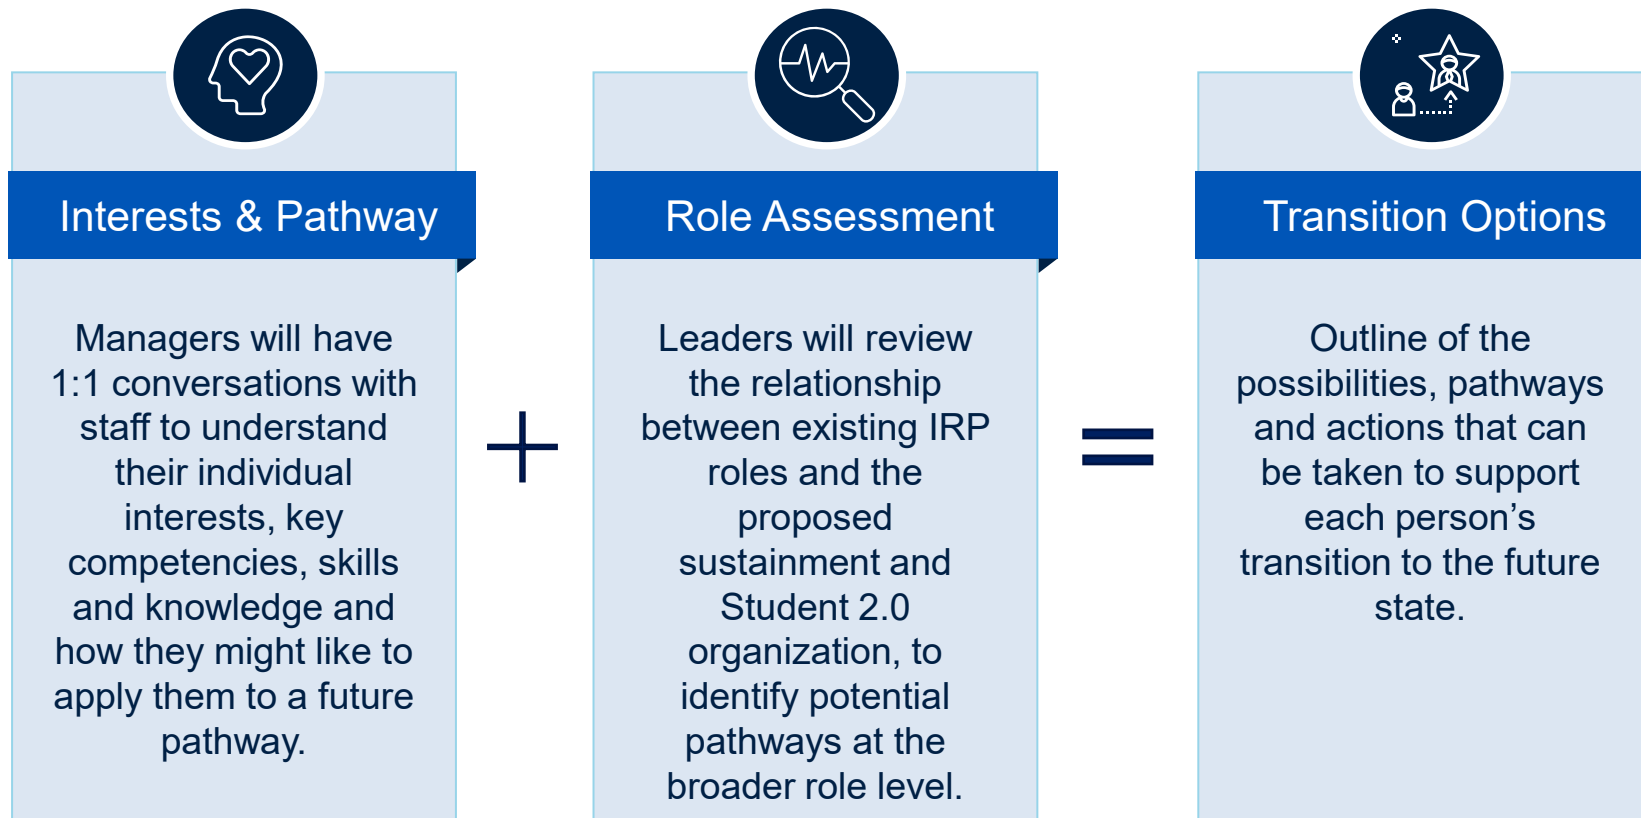 Interests & Pathway
Managers will have
1:1 conversations with
staff to understand
their individual
interests, key
competencies, skills
and knowledge and
how they might like to
apply them to a future
pathway.
+
Role Assessment
Leaders will review
the relationship
between existing IRP
roles and the
proposed
sustainment and
Student 2.0
organization, to
identify potential
pathways at the
broader role level.
=
Transition Options
Outline of the
possibilities, pathways
and actions that can
be taken to support
each person’s
transition to the future
state.